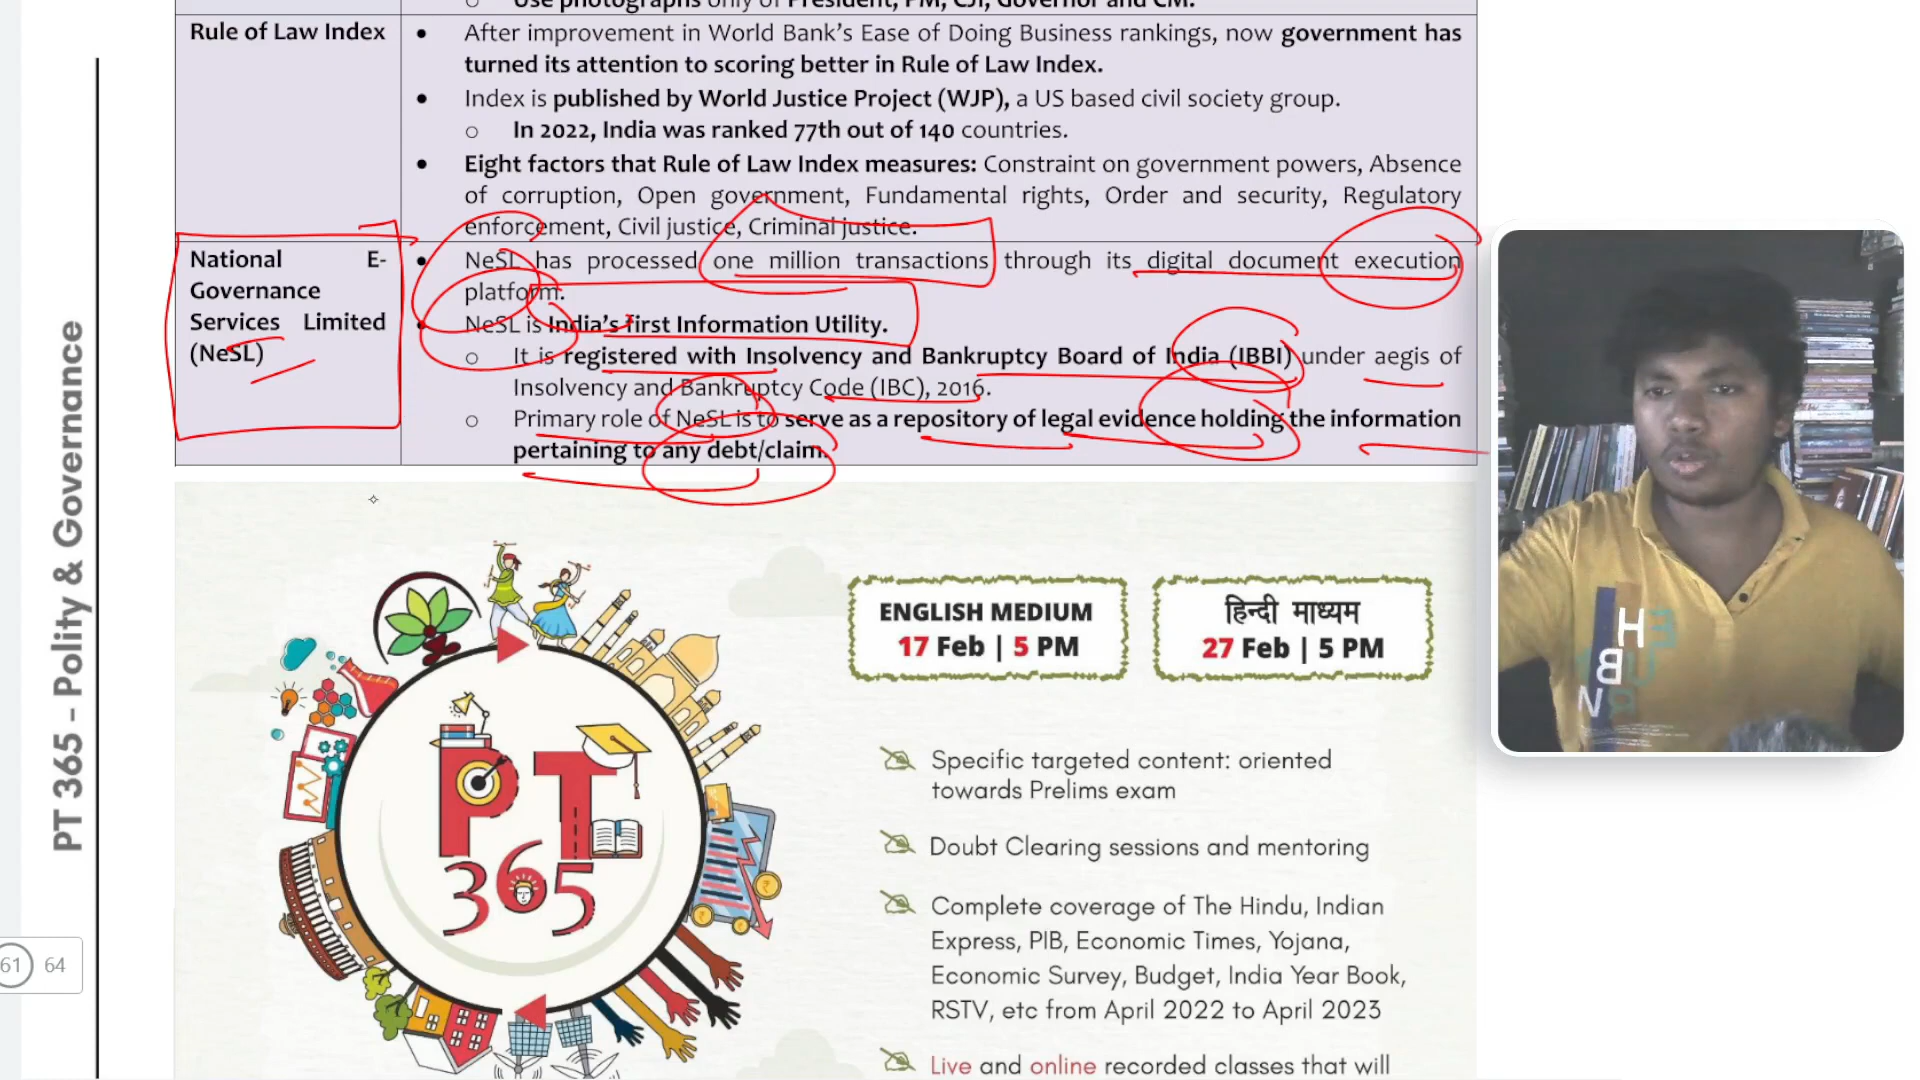 Use photographs only of President, PM, CJI, Governor and CM.
Rule of Law Index
After improvement in World Bank's Ease of Doing Business rankings, now government has
turned its attention to scoring better in Rule of Law Index.
Index is published by World Justice Project (WJP), a US based civil society group.
In 2022, India was ranked 77th out of 140 countries.
Eight factors that Rule of Law Index measures: Constraint on government powers, Absence
of corruption, Open government, Fundamental rights, Order and security, Regulatory
enforcement, Civil justice, Criminal justice.
National E-
Governance
Services Limited
(NeSL)
NeSL has processed one million transactions through its digital document execution
platform.
NeSL is India's first Information Utility.
It is registered with Insolvency and Bankruptcy Board of India (IBBI) under aegis of
Insolvency and Bankruptcy Code (IBC), 2016.
Primary role of NeSL is to serve as a repository of legal evidence holding the information
pertaining to any debt/claim.
PT 365 - Polity & Governance
61 64
PT
365
ENGLISH MEDIUM
17 Feb | 5 PM
हिन्दी माध्यम
27 Feb | 5 PM
Specific targeted content: oriented
towards Prelims exam
Doubt Clearing sessions and mentoring
Complete coverage of The Hindu, Indian
Express, PIB, Economic Times, Yojana,
Economic Survey, Budget, India Year Book,
RSTV, etc from April 2022 to April 2023
Live and online recorded classes that will
H
B
N